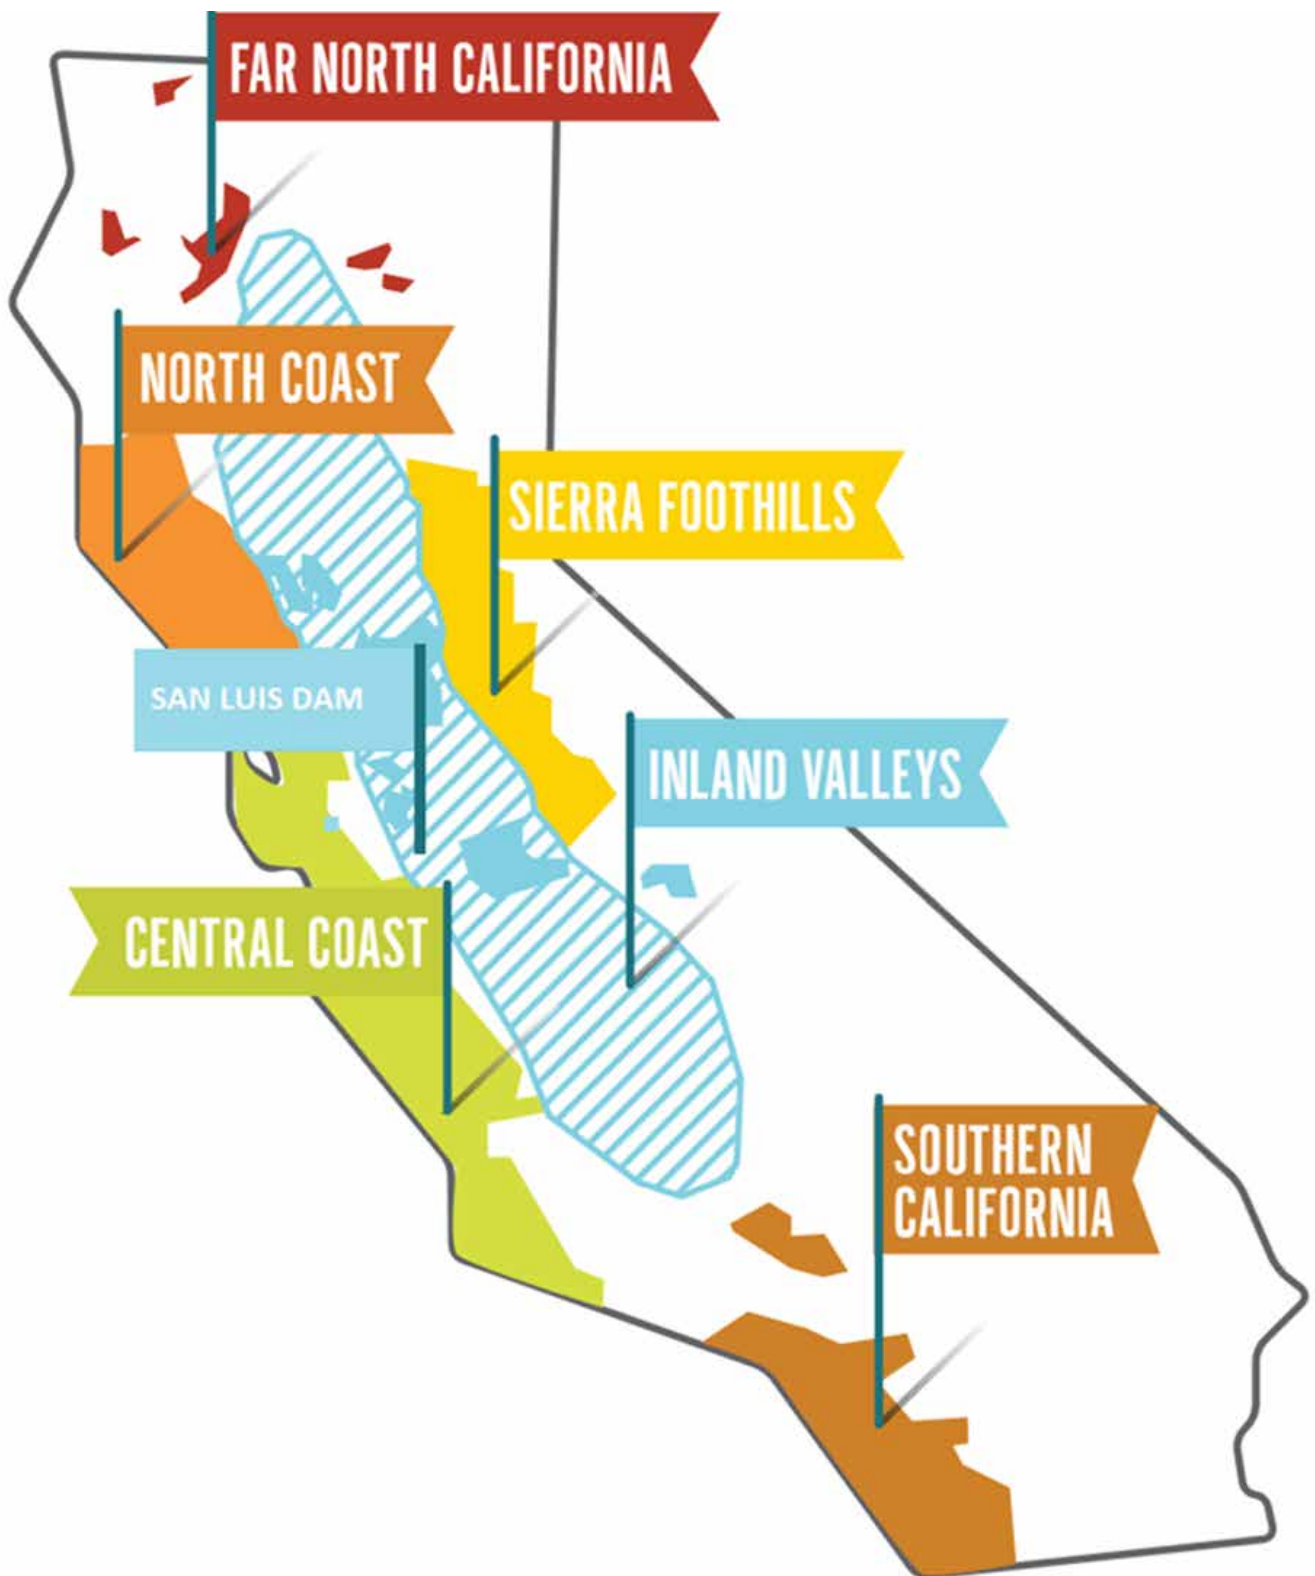 FAR NORTH CALIFORNIA
NORTH COAST
SIERRA FOOTHILLS
SAN LUIS DAM
INLAND VALLEYS
CENTRAL COAST
SOUTHERN
CALIFORNIA